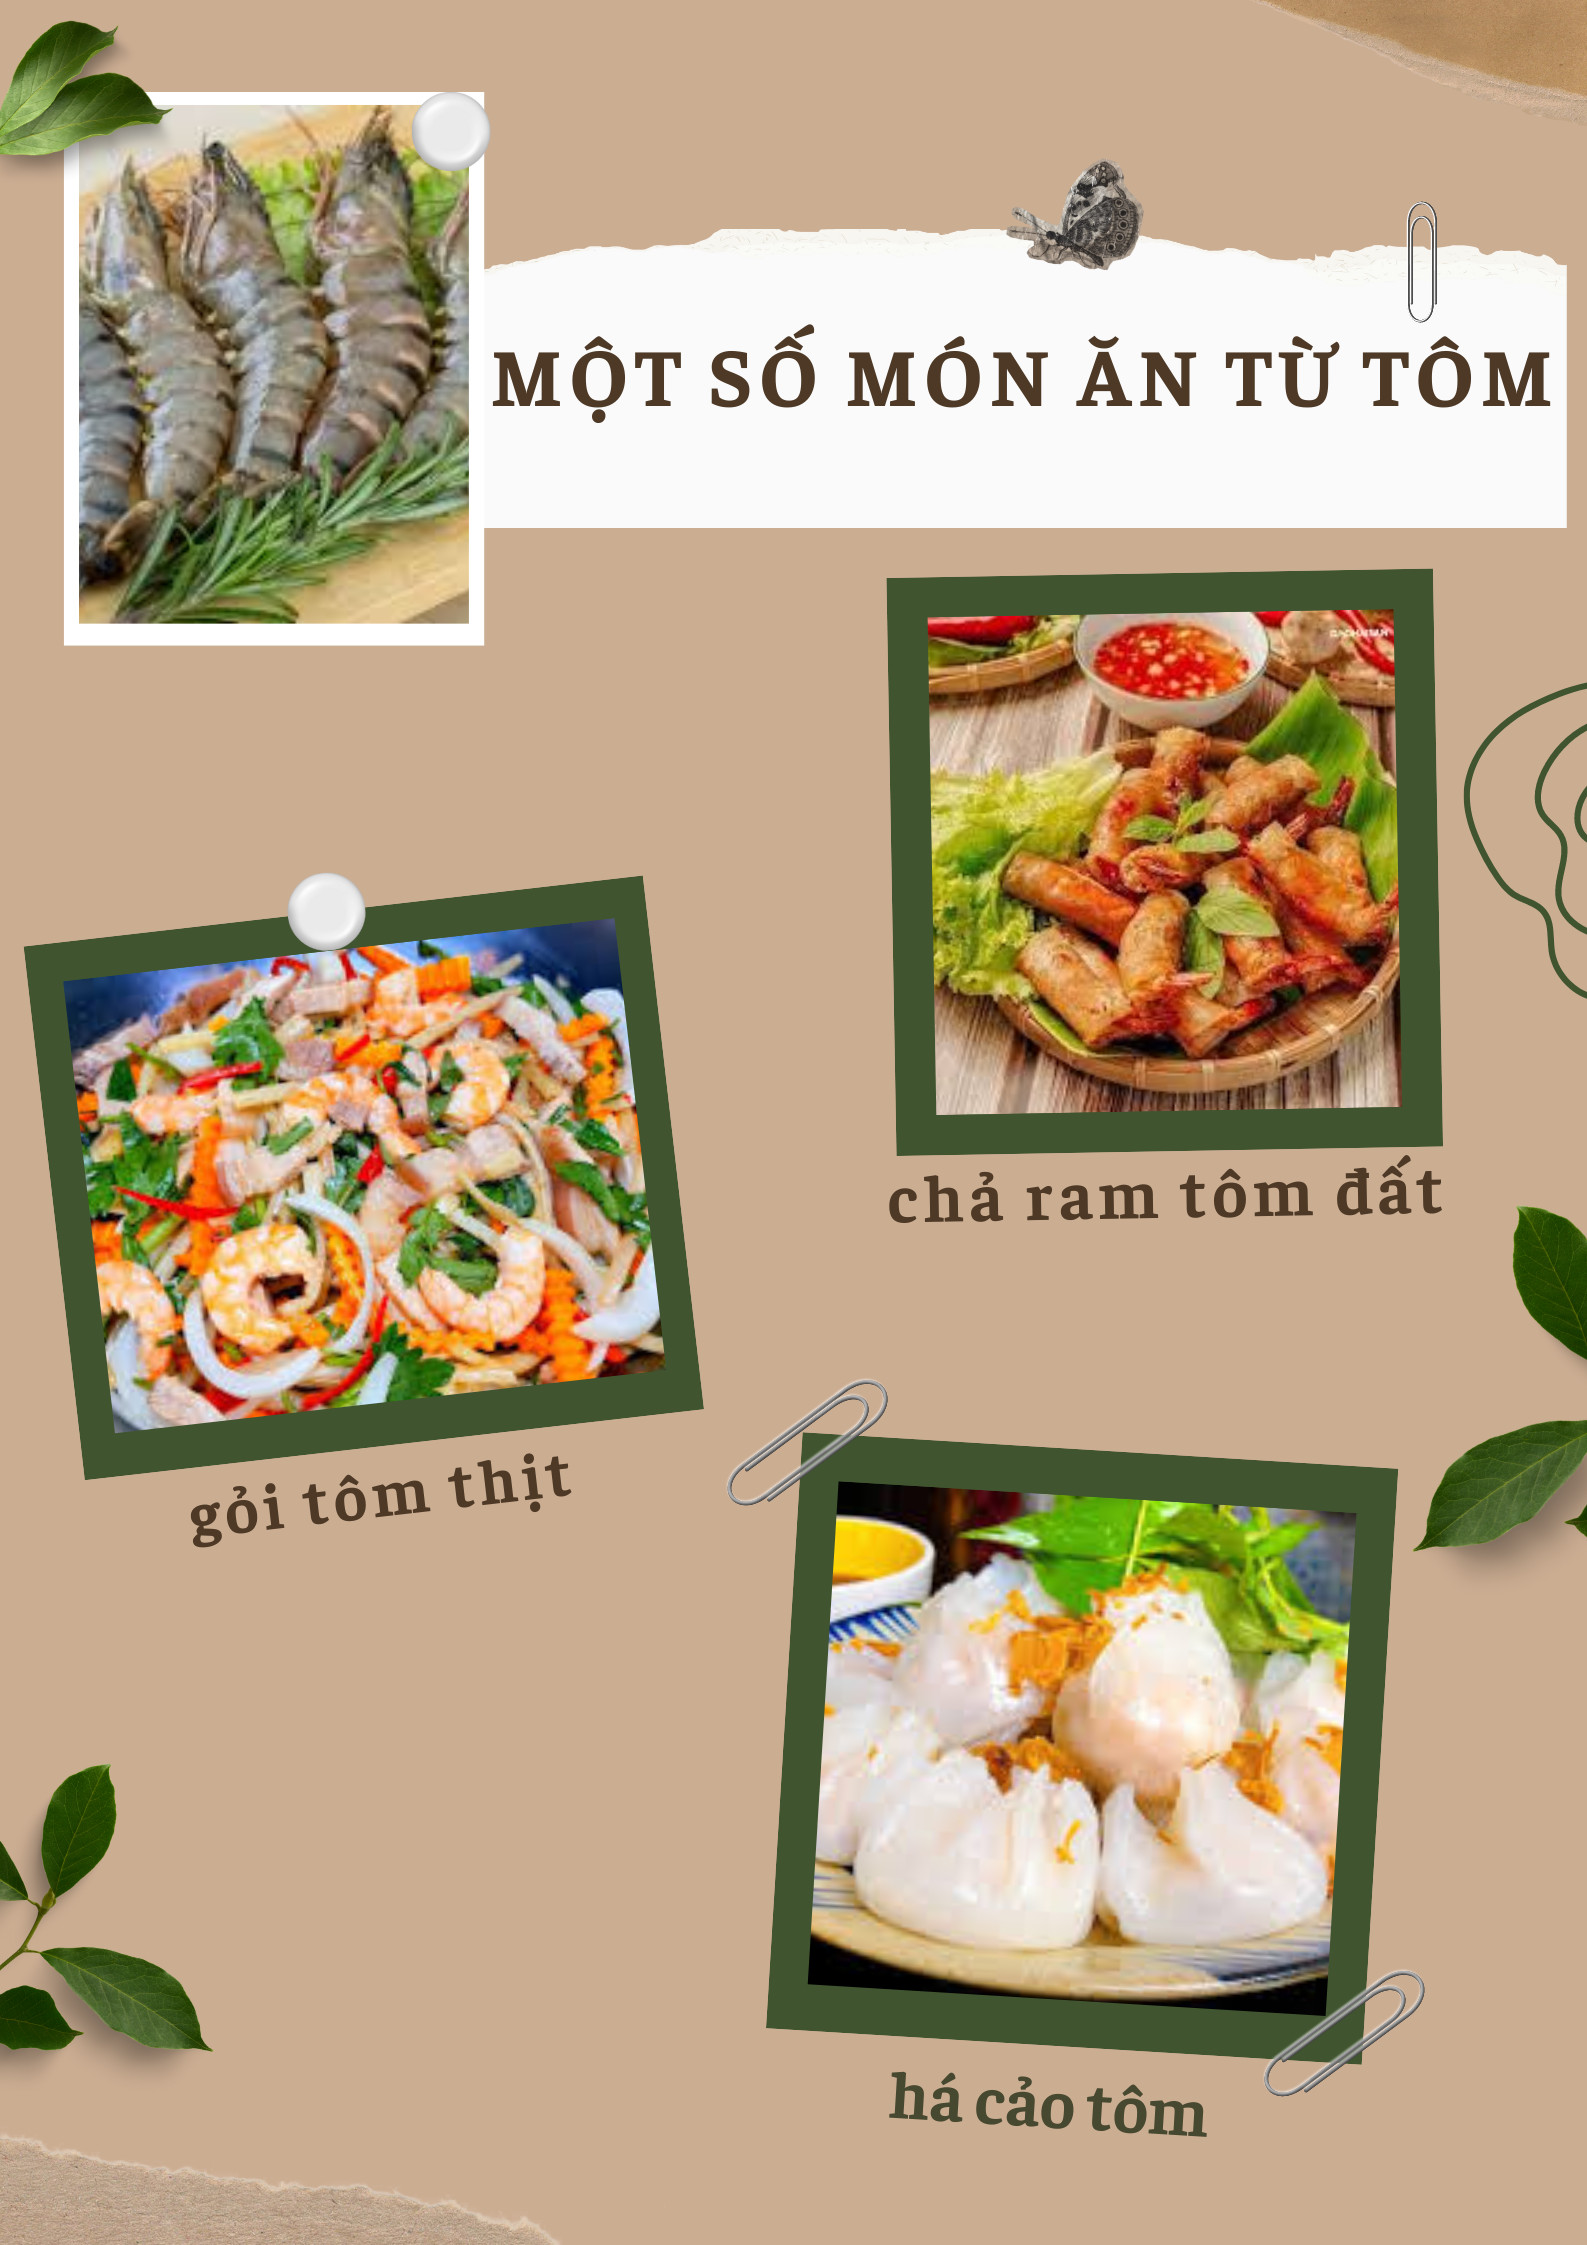 MỘT SỐ MÓN ĂN TỪ TÔM
chả ram tôm đất
gỏi tôm thịt
há cảo tôm